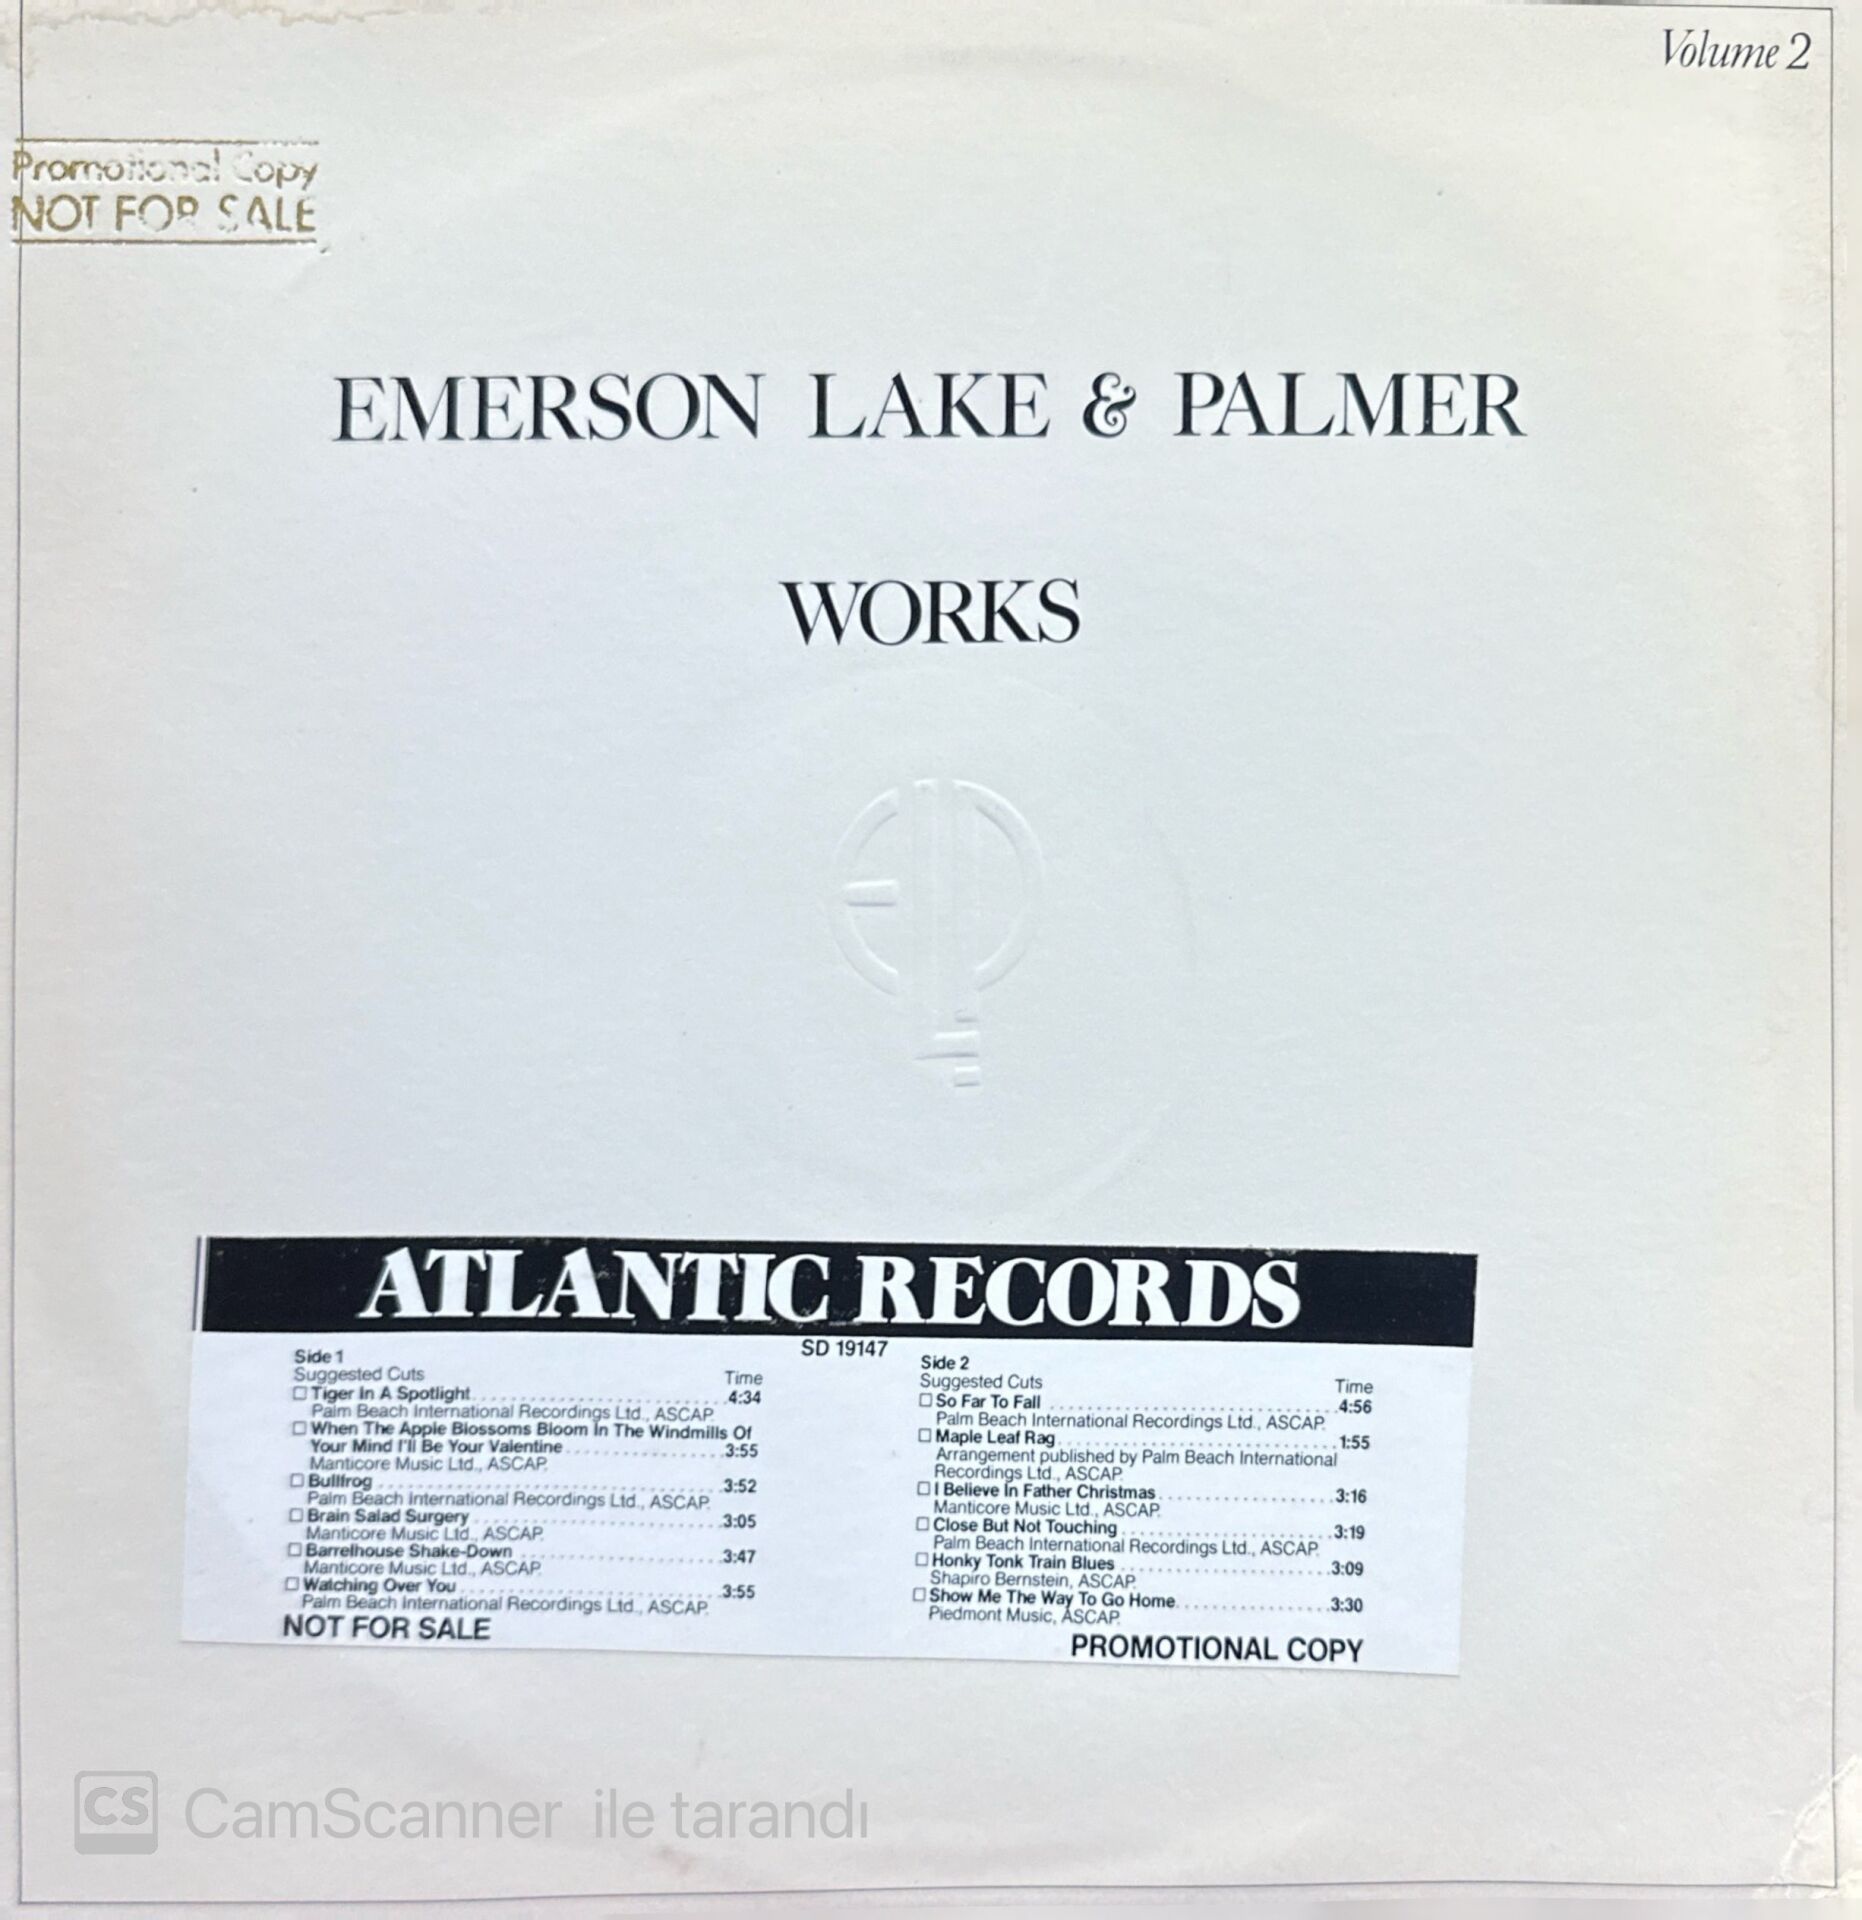 Volume 2
Promotional Copy
NOT FOR SALE
EMERSON LAKE & PALMER
WORKS
ATLANTIC RECORDS
SD 19147
Side 1
Suggested Cuts Time
Tiger In A Spotlight 4:34
Palm Beach International Recordings Ltd., ASCAP.
When The Apple Blossoms Bloom In The Windmills Of
Your Mind I'll Be Your Valentine 3:55
Manticore Music Ltd., ASCAP.
Bullfrog 3:52
Palm Beach International Recordings Ltd., ASCAP.
Brain Salad Surgery 3:05
Manticore Music Ltd., ASCAP.
Barrelhouse Shake-Down 3:47
Manticore Music Ltd., ASCAP.
Watching Over You 3:55
Palm Beach International Recordings Ltd., ASCAP.
NOT FOR SALE
Side 2
Suggested Cuts Time
So Far To Fall 4:56
Palm Beach International Recordings Ltd., ASCAP.
Maple Leaf Rag 1:55
Arrangement published by Palm Beach International
Recordings Ltd., ASCAP.
I Believe In Father Christmas 3:16
Manticore Music Ltd., ASCAP.
Close But Not Touching 3:19
Palm Beach International Recordings Ltd., ASCAP.
Honky Tonk Train Blues 3:09
Shapiro Bernstein, ASCAP.
Show Me The Way To Go Home 3:30
Piedmont Music, ASCAP.
PROMOTIONAL COPY
CS CamScanner ile tarandı